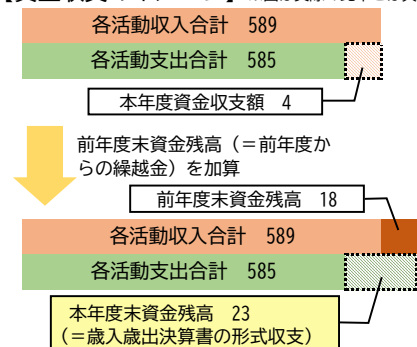 各活動収入合計　589
各活動支出合計　585
本年度資金収支額　4
前年度末資金残高（＝前年度か
らの繰越金）を加算
前年度末資金残高　18
各活動収入合計　589
各活動支出合計　585
本年度末資金残高　23
（＝歳入歳出決算書の形式収支）